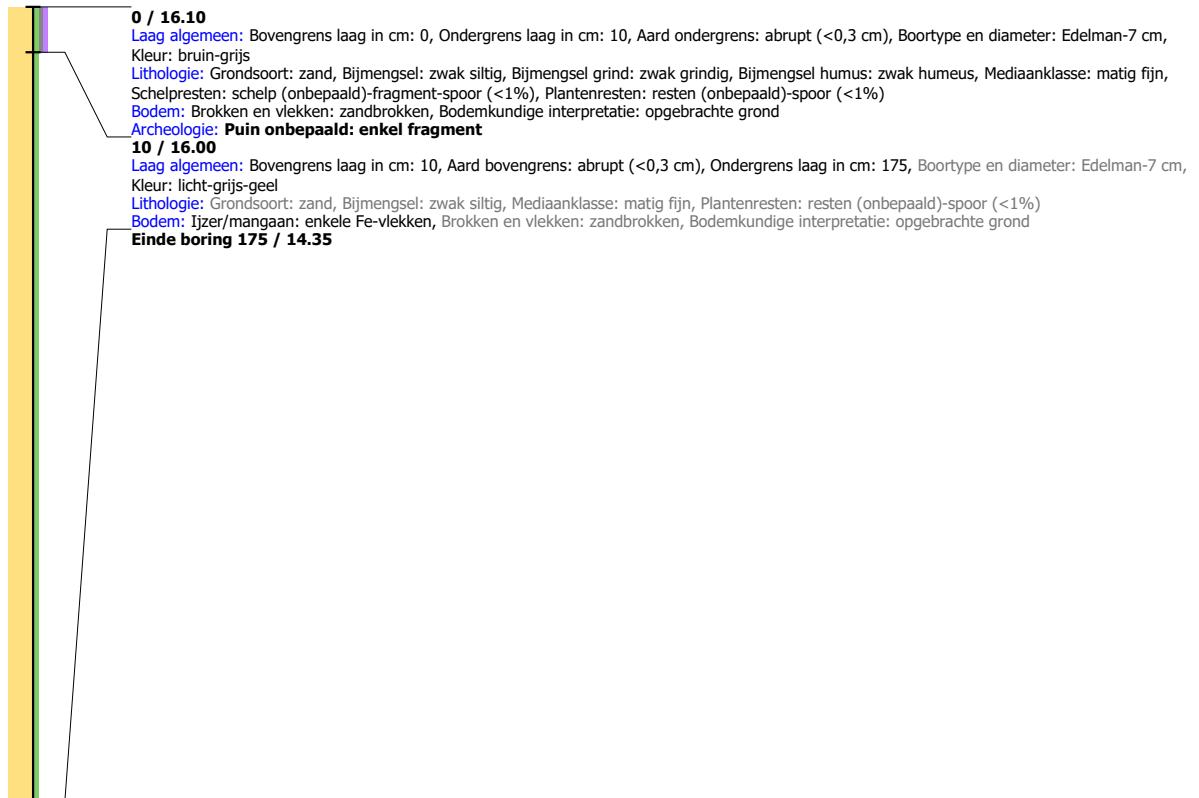 0 / 16.10
Laag algemeen: Bovengrens laag in cm: 0, Ondergrens laag in cm: 10, Aard ondergrens: abrupt (<0,3 cm), Boortype en diameter: Edelman-7 cm,
Kleur: bruin-grijs
Lithologie: Grondsoort: zand, Bijmengsel: zwak siltig, Bijmengsel grind: zwak grindig, Bijmengsel humus: zwak humeus, Mediaanklasse: matig fijn,
Schelpresten: schelp (onbepaald)-fragment-spoor (<1%), Plantenresten: resten (onbepaald)-spoor (<1%)
Bodem: Brokken en vlekken: zandbrokken, Bodemkundige interpretatie: opgebrachte grond
Archeologie: Puin onbepaald: enkel fragment
10 / 16.00
Laag algemeen: Bovengrens laag in cm: 10, Aard bovengrens: abrupt (<0,3 cm), Ondergrens laag in cm: 175, Boortype en diameter: Edelman-7 cm,
Kleur: licht-grijs-geel
Lithologie: Grondsoort: zand, Bijmengsel: zwak siltig, Mediaanklasse: matig fijn, Plantenresten: resten (onbepaald)-spoor (<1%)
Bodem: Ijzer/mangaan: enkele Fe-vlekken, Brokken en vlekken: zandbrokken, Bodemkundige interpretatie: opgebrachte grond
Einde boring 175 / 14.35